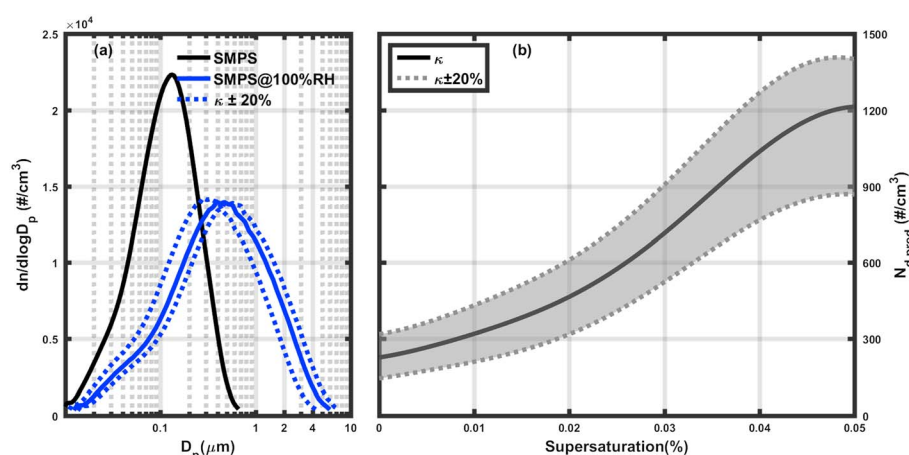 ×10⁴
(a)
SMPS
SMPS@100%RH
κ ± 20%
2.5
2
1.5
1
0.5
0
dn/dlogDp (#/cm³)
0.1 1 2 4 10
(μm)
(b)
κ
κ±20%
1500
1200
900
600
300
0
(#/cm³)
0 0.01 0.02 0.03 0.04 0.05
Supersaturation(%)